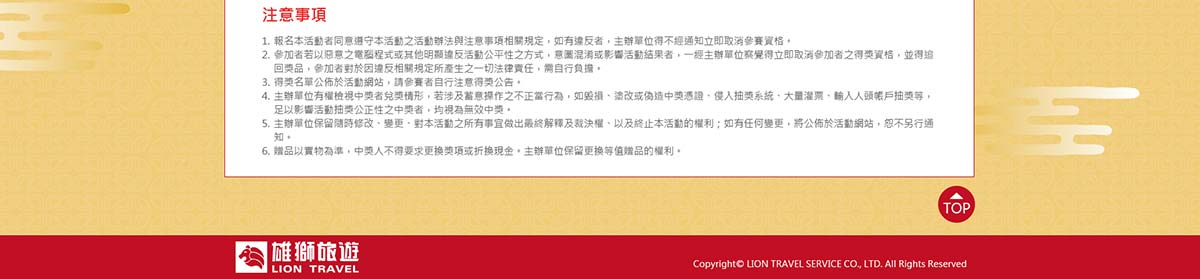 注意事項
1. 報名本活動者同意遵守本活動之活動辦法與注意事項相關規定，如有違反者，主辦單位得不經通知立即取消參賽資格。
2. 參加者若以惡意之電腦程式或其他明顯違反活動公平性之方式，意圖混淆或影響活動結果者，一經主辦單位察覺得立即取消參加者之得獎資格，並得追
回獎品，參加者對於因違反相關規定所產生之一切法律責任，需自行負擔。
3. 得獎名單公佈於活動網站，請參賽者自行注意得獎公告。
4. 主辦單位有權檢視中獎者兌獎情形，若涉及蓄意操作之不正當行為，如毀損、塗改或偽造中獎憑證、侵入抽獎系統、大量灌票、輸入人頭帳戶抽獎等，
足以影響活動抽獎公正性之中獎者，均視為無效中獎。
5. 主辦單位保留隨時修改、變更、對本活動之所有事宜做出最終解釋及裁決權、以及終止本活動的權利；如有任何變更，將公佈於活動網站，恕不另行通
知。
6. 贈品以實物為準，中獎人不得要求更換獎項或折換現金。主辦單位保留更換等值贈品的權利。
TOP
雄獅旅遊
LION TRAVEL
Copyright© LION TRAVEL SERVICE CO., LTD. All Rights Reserved